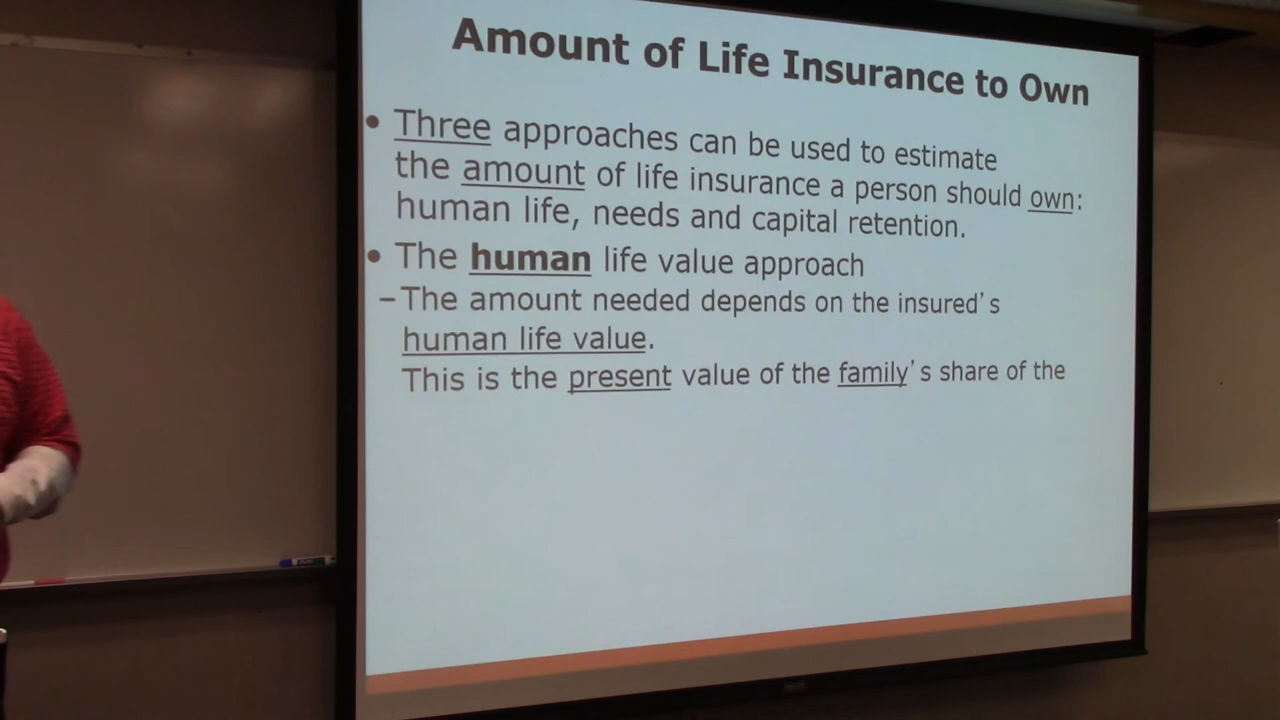 Amount of Life Insurance to Own
• Three approaches can be used to estimate
the amount of life insurance a person should own:
human life, needs and capital retention.
• The human life value approach
– The amount needed depends on the insured's
human life value.
This is the present value of the family's share of the